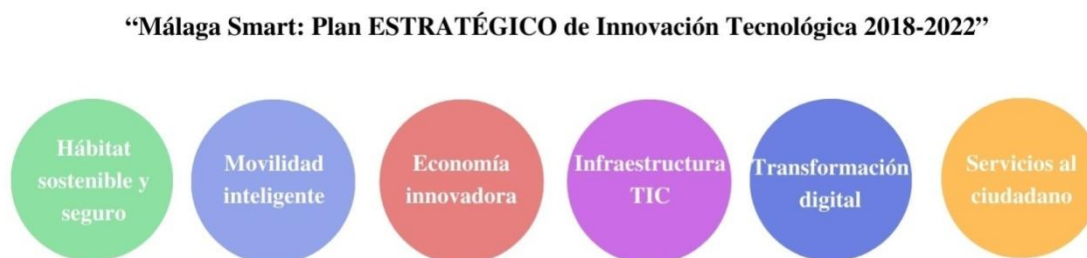 “Málaga Smart: Plan ESTRATÉGICO de Innovación Tecnológica 2018-2022”
Hábitat
sostenible y
seguro
Movilidad
inteligente
Economía
innovadora
Infraestructura
TIC
Transformación
digital
Servicios al
ciudadano